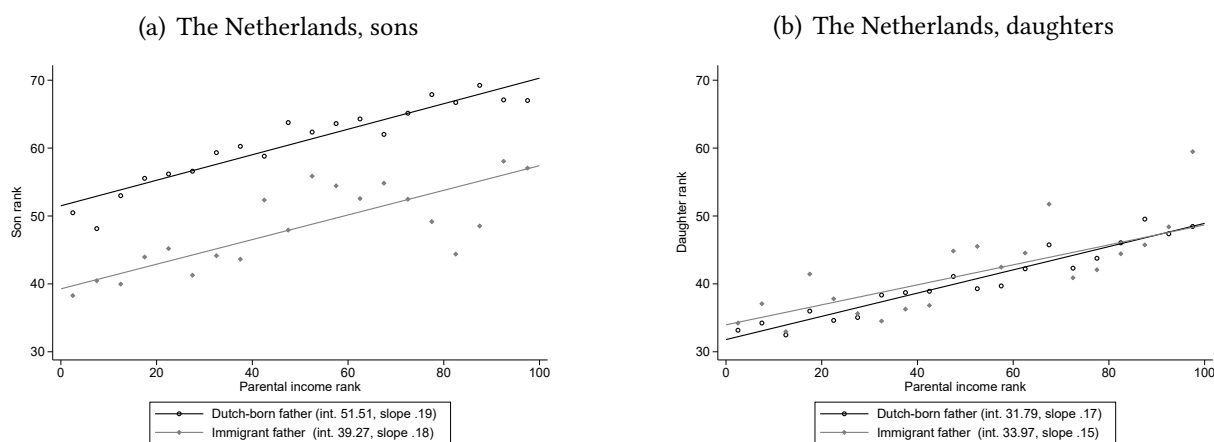 (a) The Netherlands, sons
70
60
50
40
30
Son rank
0 20 40 60 80 100
Parental income rank
Dutch-born father (int. 51.51, slope .19)
Immigrant father (int. 39.27, slope .18)
(b) The Netherlands, daughters
70
60
50
40
30
Daughter rank
0 20 40 60 80 100
Parental income rank
Dutch-born father (int. 31.79, slope .17)
Immigrant father (int. 33.97, slope .15)